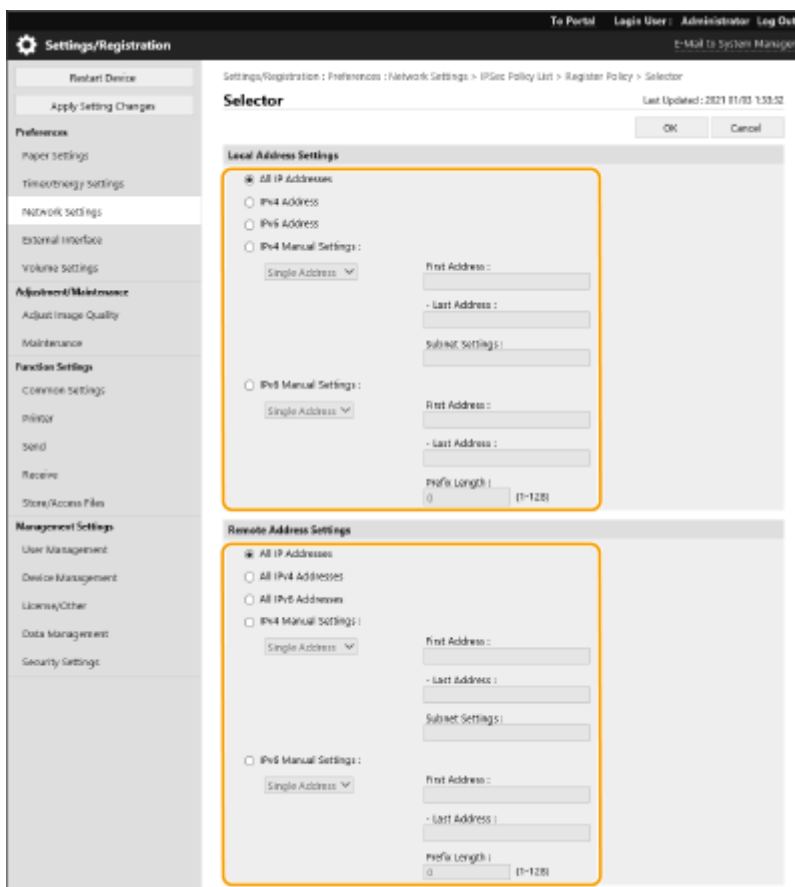 To Portal Login User : Administrator Log Out
Settings/Registration
E-Mail to System Manager
Restart Device
Apply Setting Changes
Preferences
Paper Settings
Timer/Energy Settings
Network Settings
External Interface
Volume Settings
Adjustment/Maintenance
Adjust Image Quality
Maintenance
Function Settings
Common Settings
Printer
Send
Receive
Store/Access Files
Management Settings
User Management
Device Management
License/Other
Data Management
Security Settings
Settings/Registration : Preferences : Network Settings > IPSec Policy List > Register Policy > Selector
Selector
Last Updated : 2021 01/03 1:33:32
OK Cancel
Local Address Settings
All IP Addresses
IPv4 Address
IPv6 Address
IPv4 Manual Settings :
Single Address
First Address :
- Last Address :
Subnet Settings :
IPv6 Manual Settings :
Single Address
First Address :
- Last Address :
Prefix Length :
0 (1-128)
Remote Address Settings
All IP Addresses
All IPv4 Addresses
All IPv6 Addresses
IPv4 Manual Settings :
Single Address
First Address :
- Last Address :
Subnet Settings :
IPv6 Manual Settings :
Single Address
First Address :
- Last Address :
Prefix Length :
0 (1-128)